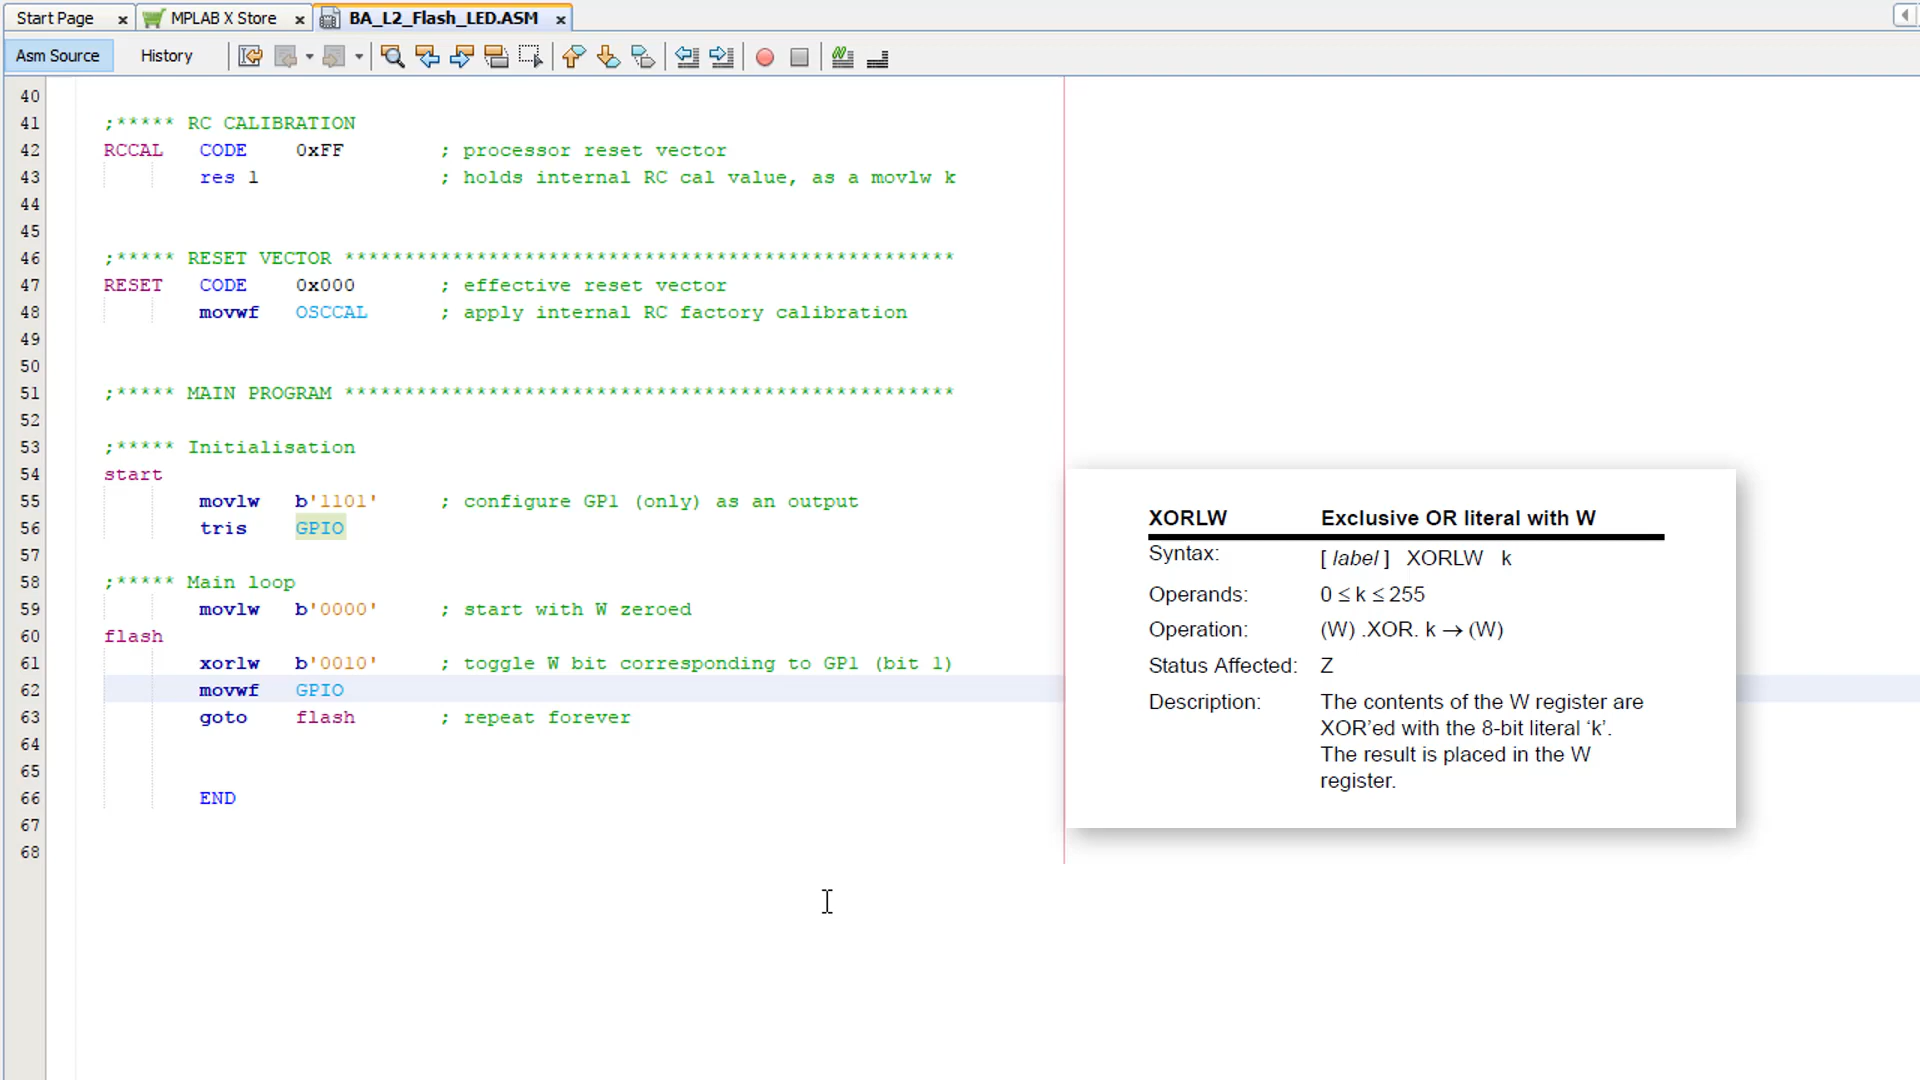 Start Page
MPLAB X Store
BA_L2_Flash_LED.ASM
Asm Source
History
40
41 ;***** RC CALIBRATION
42 RCCAL CODE 0xFF ; processor reset vector
43 res 1 ; holds internal RC cal value, as a movlw k
44
45
46 ;***** RESET VECTOR ***************************************************
47 RESET CODE 0x000 ; effective reset vector
48 movwf OSCCAL ; apply internal RC factory calibration
49
50
51 ;***** MAIN PROGRAM ***************************************************
52
53 ;***** Initialisation
54 start
55 movlw b'1101' ; configure GP1 (only) as an output
56 tris GPIO
57
58 ;***** Main loop
59 movlw b'0000' ; start with W zeroed
60 flash
61 xorlw b'0010' ; toggle W bit corresponding to GP1 (bit 1)
62 movwf GPIO
63 goto flash ; repeat forever
64
65
66 END
67
68
XORLW Exclusive OR literal with W
Syntax: [ label ] XORLW k
Operands: 0 ≤ k ≤ 255
Operation: (W) .XOR. k → (W)
Status Affected: Z
Description: The contents of the W register are
XOR'ed with the 8-bit literal ‘k’.
The result is placed in the W
register.